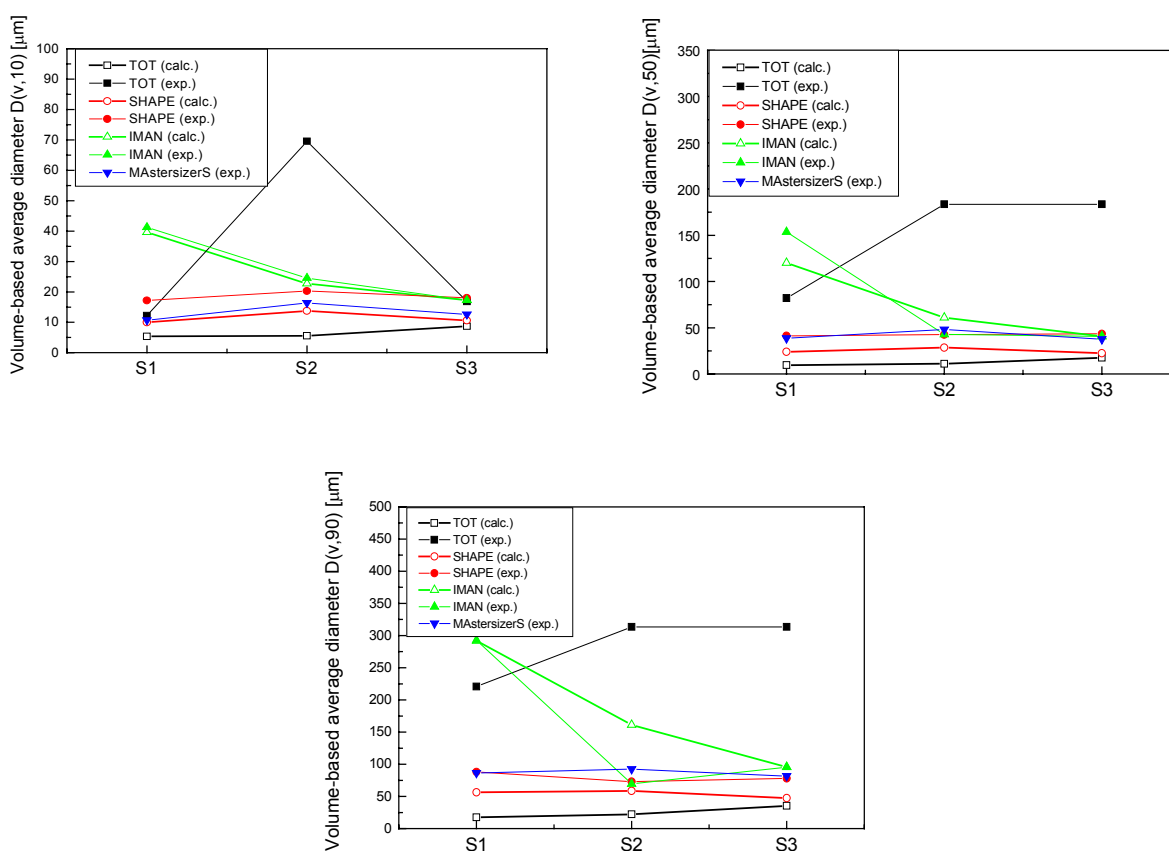 Volume-based average diameter D(v,10) [μm]
100
90
80
70
60
50
40
30
20
10
0
TOT (calc.)
TOT (exp.)
SHAPE (calc.)
SHAPE (exp.)
IMAN (calc.)
IMAN (exp.)
MAstersizerS (exp.)
S1 S2 S3
Volume-based average diameter D(v,50)[μm]
350
300
250
200
150
100
50
0
TOT (calc.)
TOT (exp.)
SHAPE (calc.)
SHAPE (exp.)
IMAN (calc.)
IMAN (exp.)
MAstersizerS (exp.)
S1 S2 S3
Volume-based average diameter D(v,90) [μm]
500
450
400
350
300
250
200
150
100
50
0
TOT (calc.)
TOT (exp.)
SHAPE (calc.)
SHAPE (exp.)
IMAN (calc.)
IMAN (exp.)
MAstersizerS (exp.)
S1 S2 S3